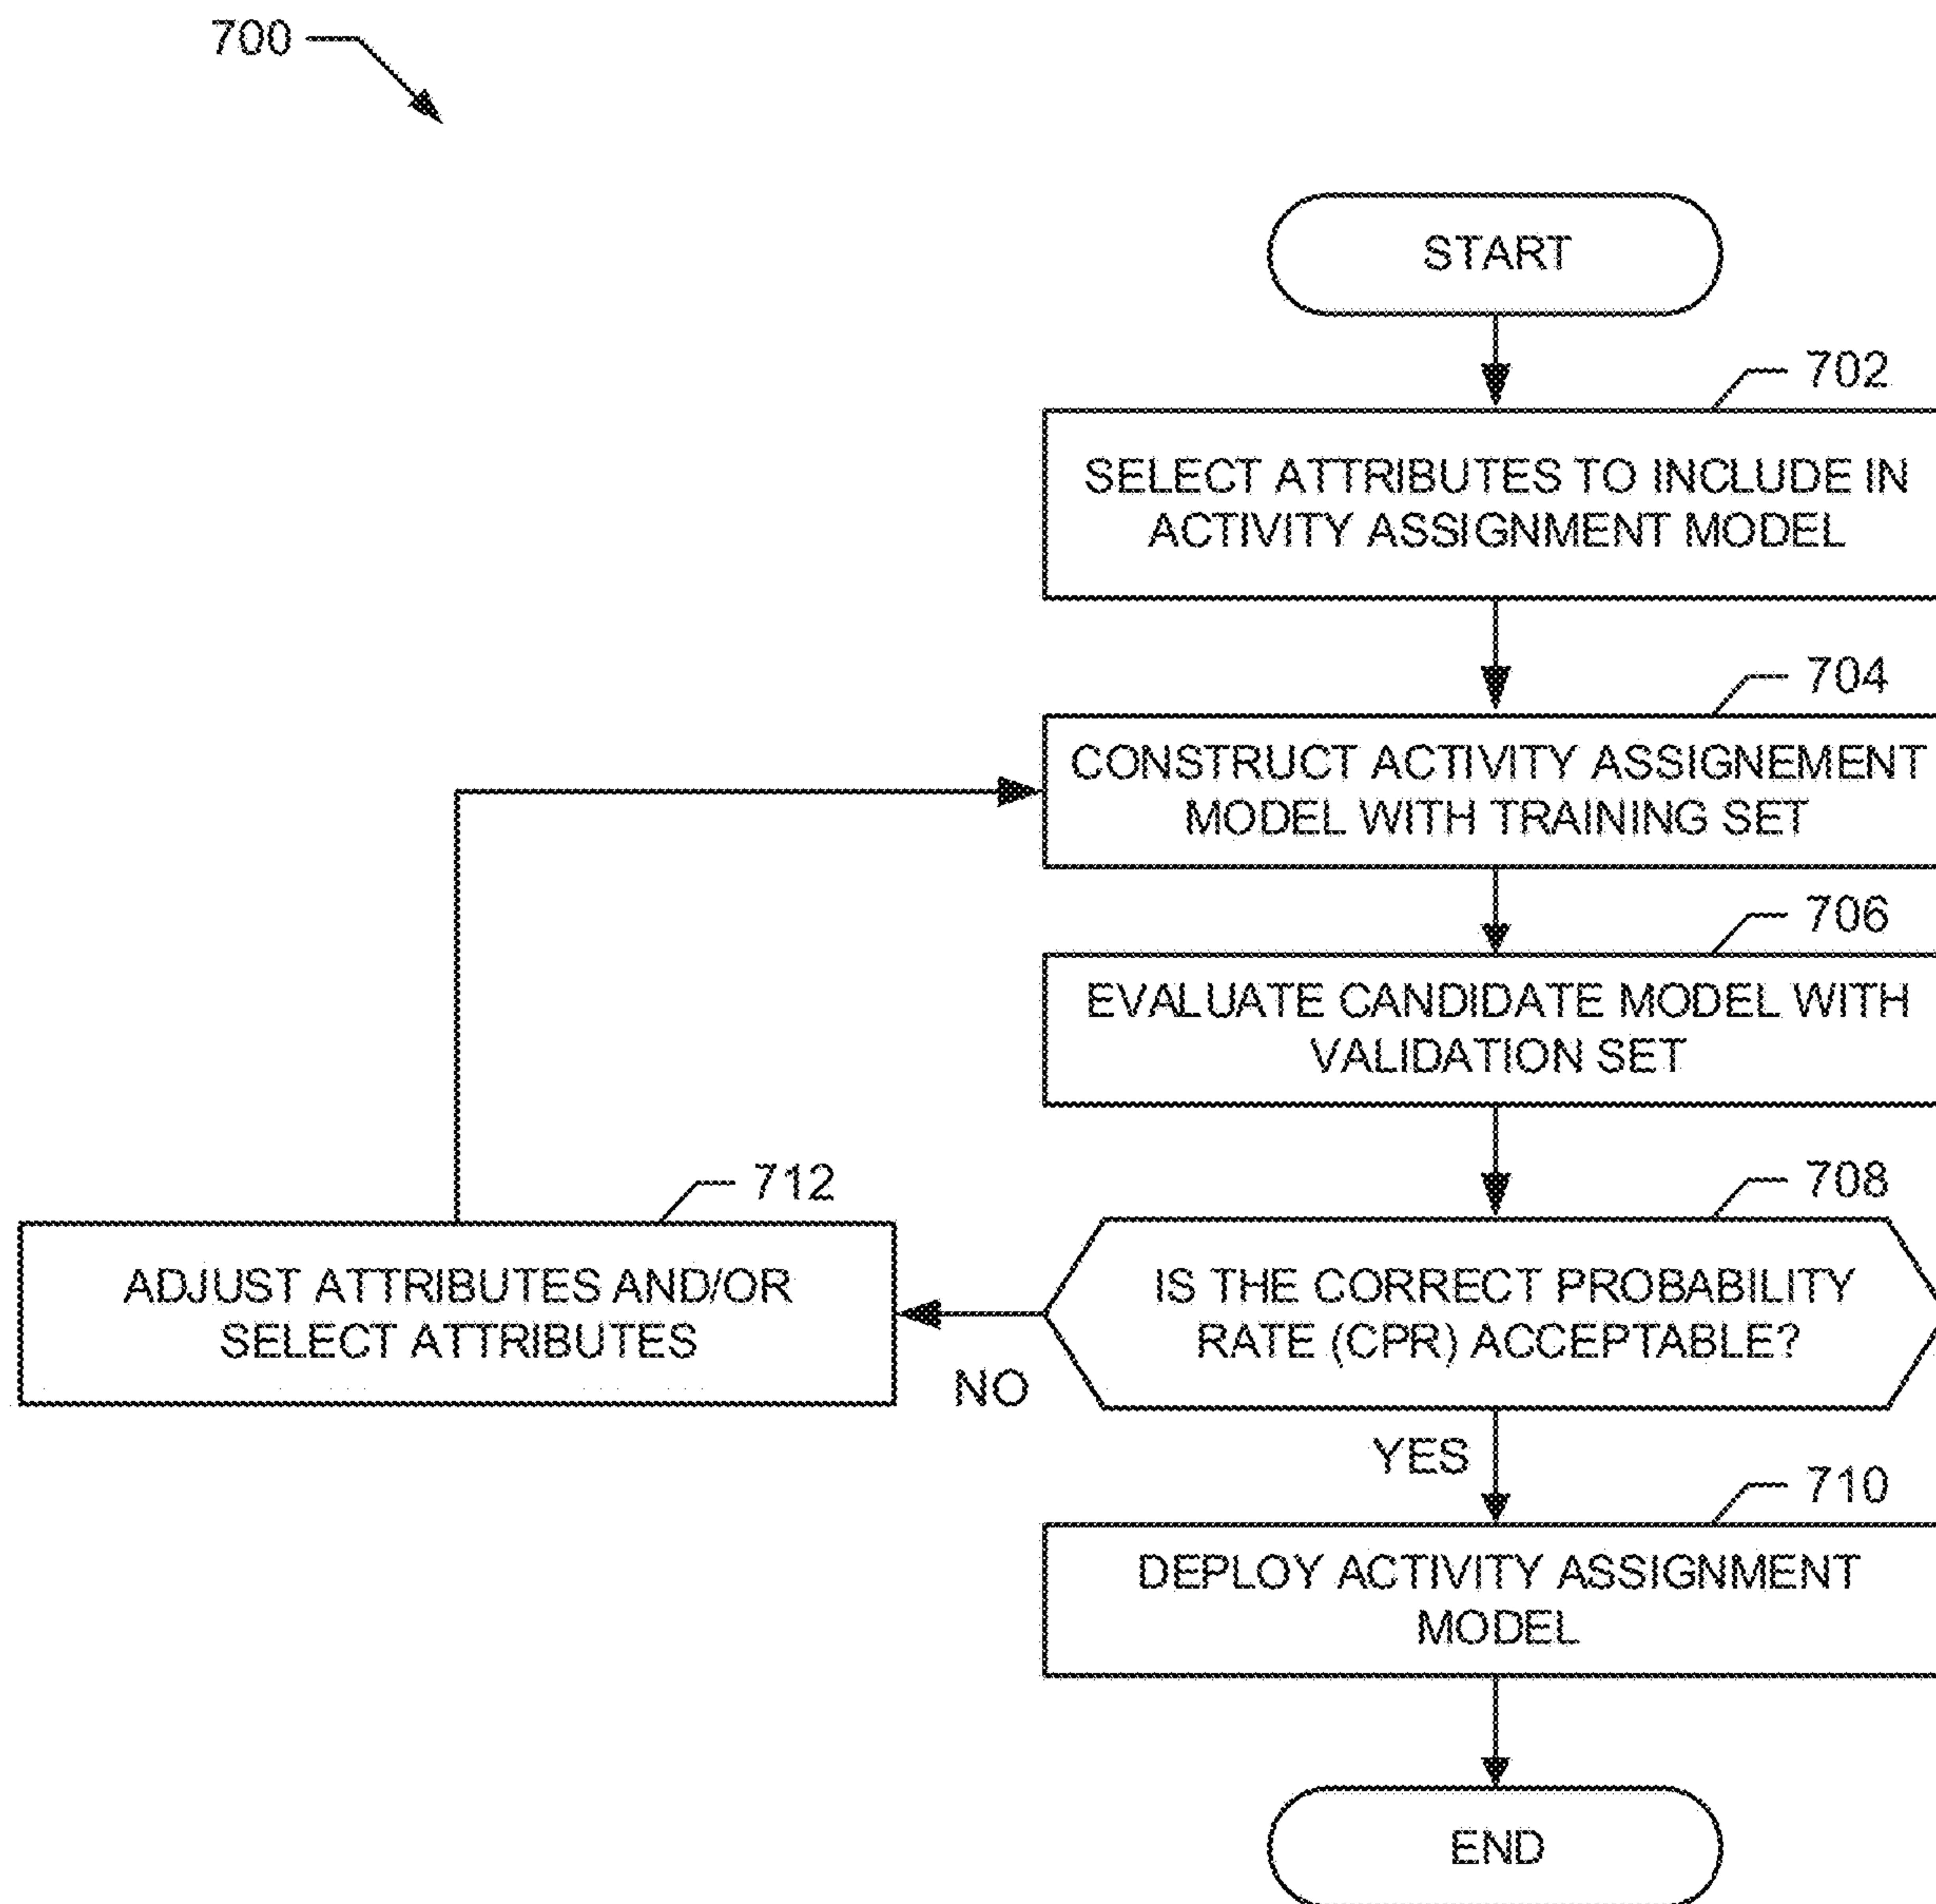 700
START
702
SELECT ATTRIBUTES TO INCLUDE IN
ACTIVITY ASSIGNMENT MODEL
704
CONSTRUCT ACTIVITY ASSIGNEMENT
MODEL WITH TRAINING SET
706
EVALUATE CANDIDATE MODEL WITH
VALIDATION SET
708
IS THE CORRECT PROBABILITY
RATE (CPR) ACCEPTABLE?
NO
712
ADJUST ATTRIBUTES AND/OR
SELECT ATTRIBUTES
YES
710
DEPLOY ACTIVITY ASSIGNMENT
MODEL
END